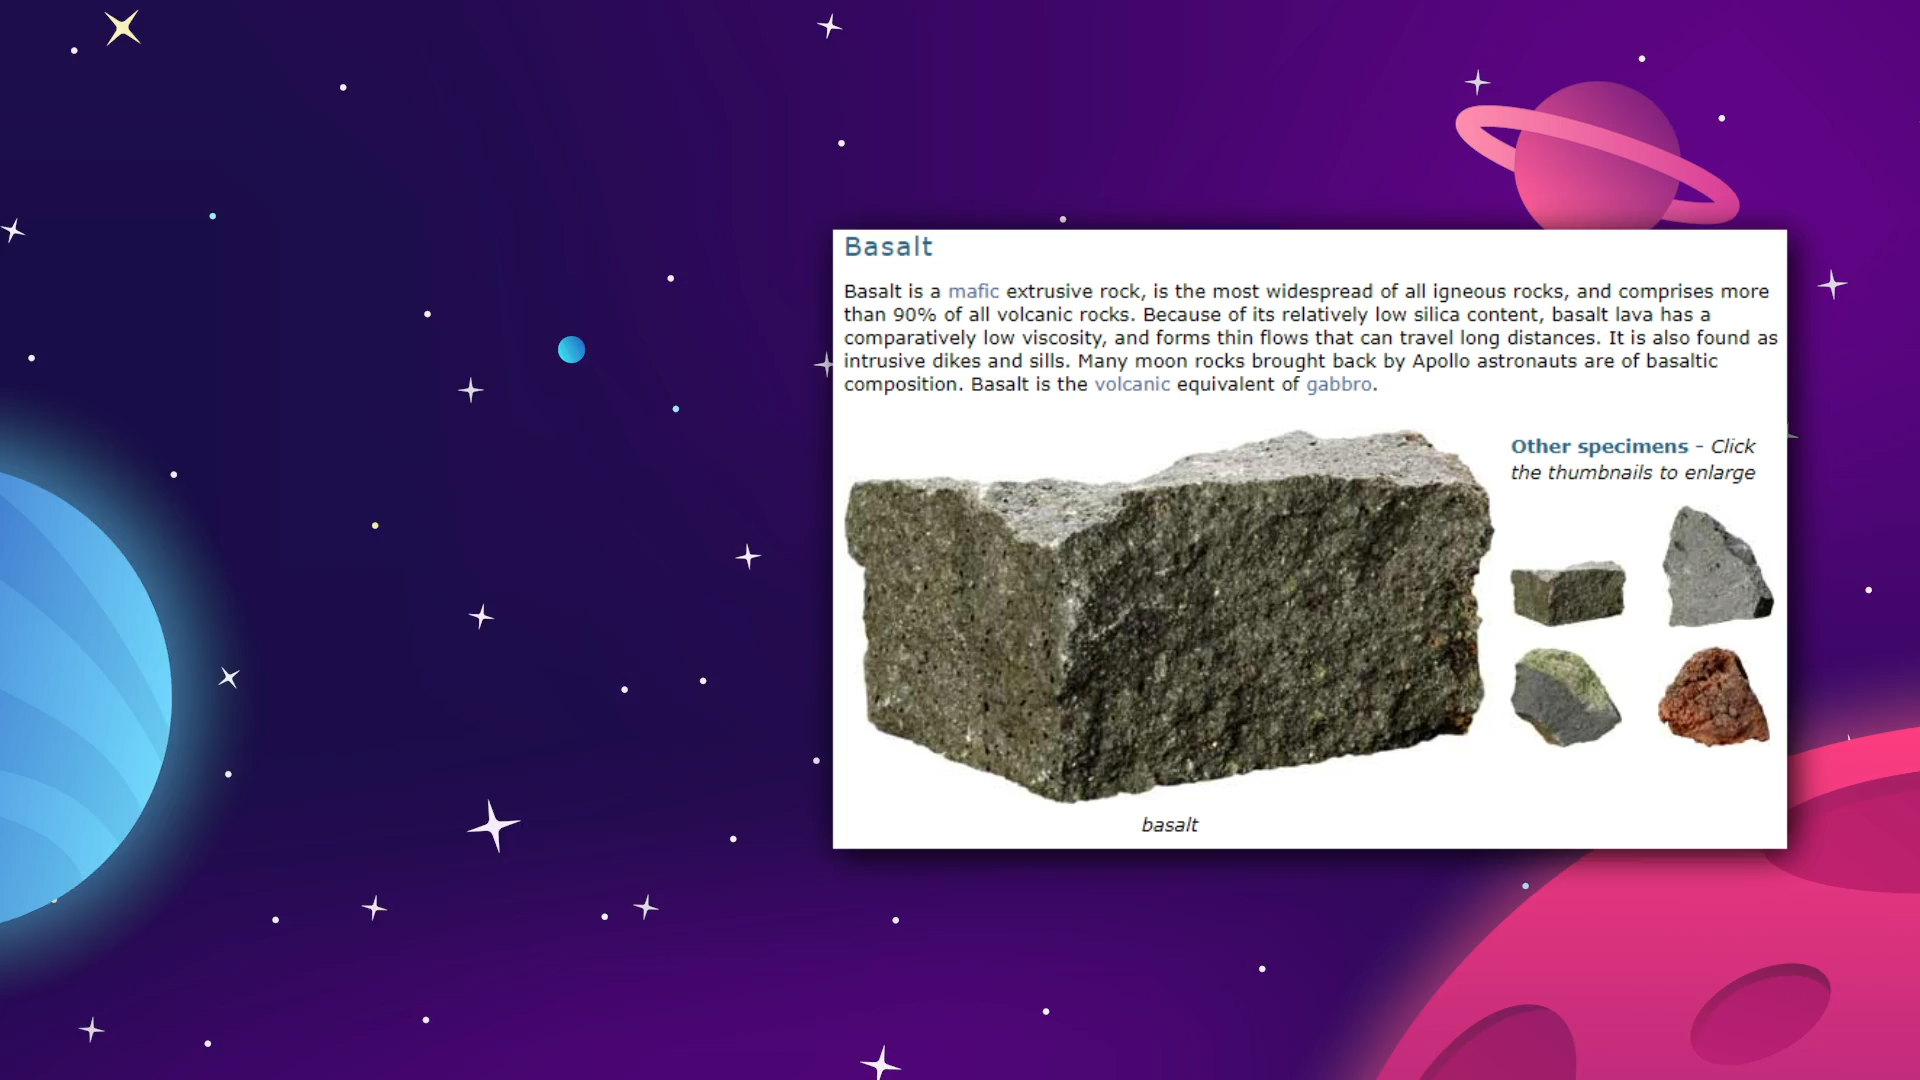 Basalt
Basalt is a mafic extrusive rock, is the most widespread of all igneous rocks, and comprises more
than 90% of all volcanic rocks. Because of its relatively low silica content, basalt lava has a
comparatively low viscosity, and forms thin flows that can travel long distances. It is also found as
intrusive dikes and sills. Many moon rocks brought back by Apollo astronauts are of basaltic
composition. Basalt is the volcanic equivalent of gabbro.
Other specimens - Click
the thumbnails to enlarge
basalt